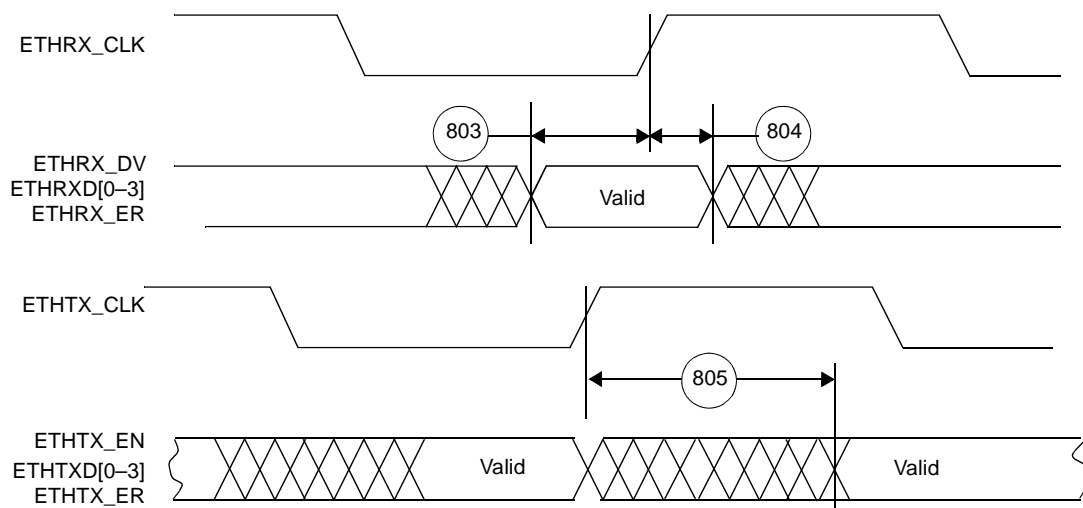 ETHRX_CLK
803
804
ETHRX_DV
ETHRXD[0–3]
ETHRX_ER
Valid
ETHTX_CLK
805
ETHTX_EN
ETHTXD[0–3]
ETHTX_ER
Valid
Valid